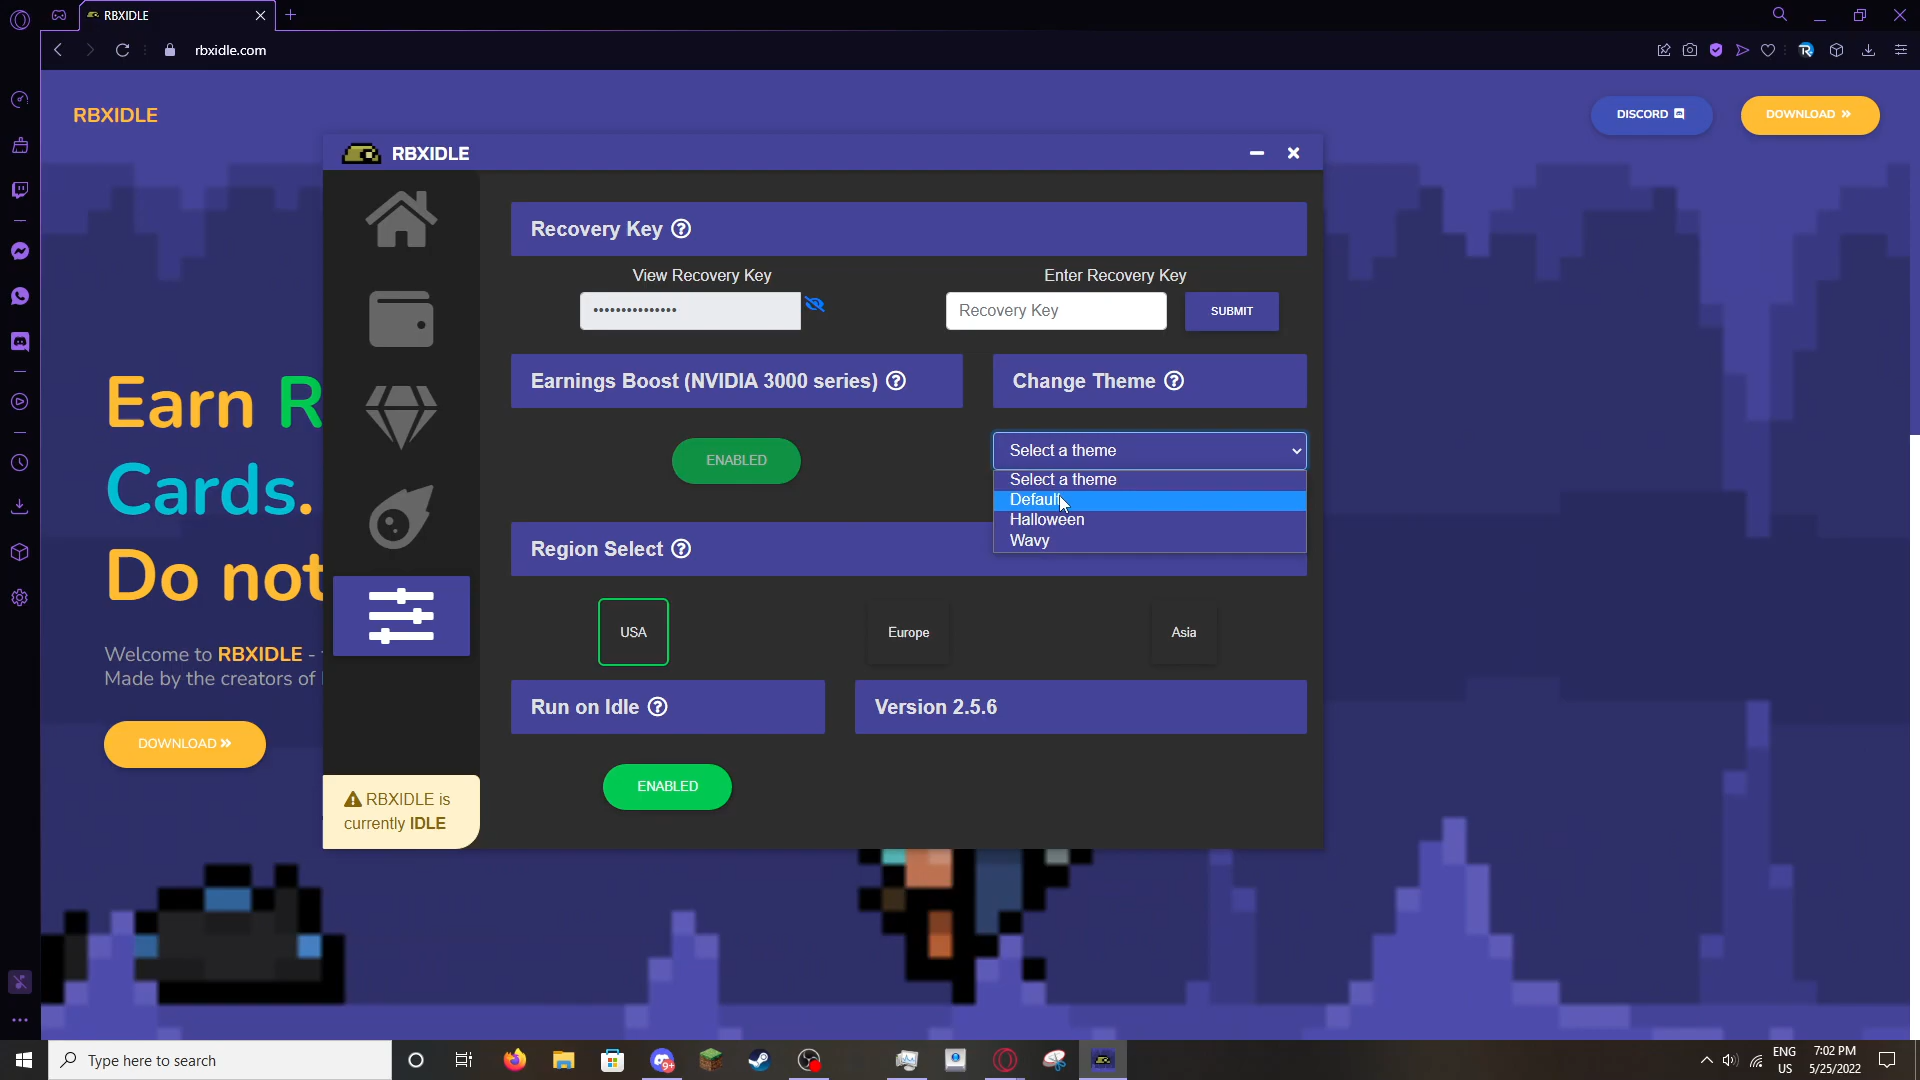 RBXIDLE
rbxidle.com
RBXIDLE
DISCORD
DOWNLOAD »
RBXIDLE
Recovery Key ?
View Recovery Key
Enter Recovery Key
•••••••••••••••
Recovery Key
SUBMIT
Earnings Boost (NVIDIA 3000 series) ?
Change Theme ?
ENABLED
Select a theme
Select a theme
Default
Halloween
Wavy
Region Select ?
USA
Europe
Asia
Run on Idle ?
Version 2.5.6
ENABLED
RBXIDLE is
currently IDLE
Earn R
Cards.
Do not
Welcome to RBXIDLE -
Made by the creators of
DOWNLOAD »
Type here to search
9+
ENG
US
7:02 PM
5/25/2022